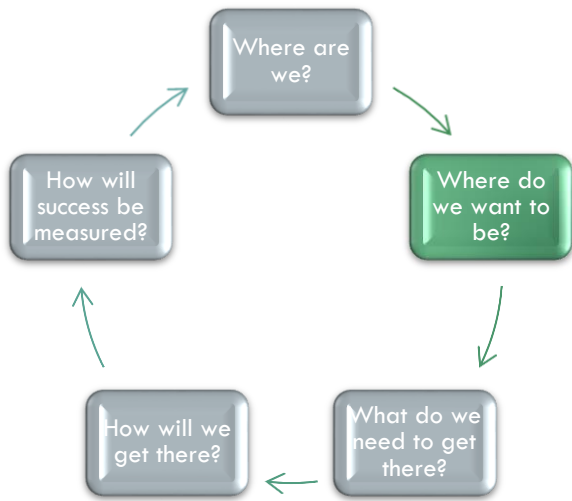 Where are
we?
Where do
we want to
be?
What do we
need to get
there?
How will we
get there?
How will
success be
measured?